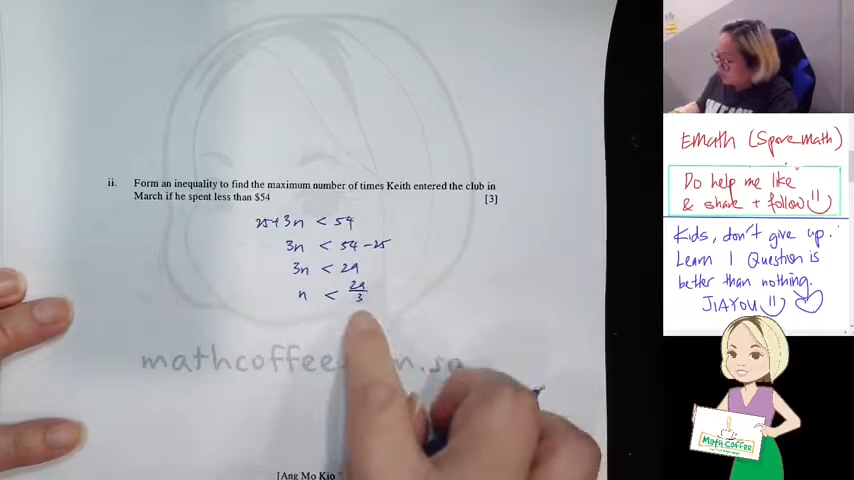 ii. Form an inequality to find the maximum number of times Keith entered the club in
March if he spent less than $54
[3]
25+3n < 54
3n < 54-25
3n < 29
n < 29/3
mathcoffee
.sg
[Ang Mo Kio
Emath (Spore math)
Do help me like
& share + follow
Kids, don't give up.
Learn 1 Question is
better than nothing.
JIAYOU
Math Coffee